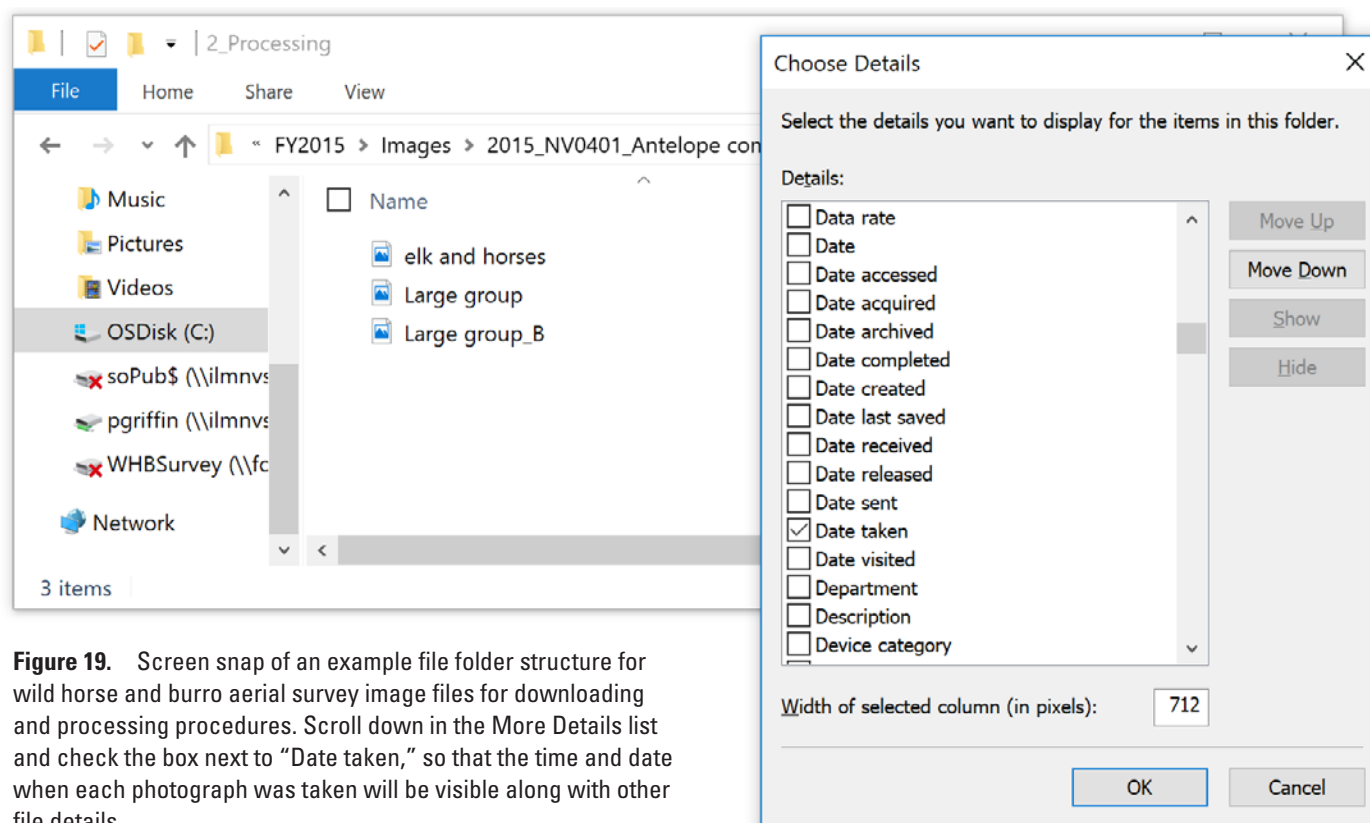 2_Processing
File Home Share View
« FY2015 > Images > 2015_NV0401_Antelope con
Music
Pictures
Videos
OSDisk (C:)
soPub$ (\\ilmnvs
pgriffin (\\ilmnvs
WHBSurvey (\\fc
Network
Name
elk and horses
Large group
Large group_B
3 items
Choose Details
Select the details you want to display for the items in this folder.
Details:
Data rate
Date
Date accessed
Date acquired
Date archived
Date completed
Date created
Date last saved
Date received
Date released
Date sent
Date taken
Date visited
Department
Description
Device category
Move Up
Move Down
Show
Hide
Width of selected column (in pixels): 712
OK Cancel
Figure 19. Screen snap of an example file folder structure for
wild horse and burro aerial survey image files for downloading
and processing procedures. Scroll down in the More Details list
and check the box next to “Date taken,” so that the time and date
when each photograph was taken will be visible along with other
file details